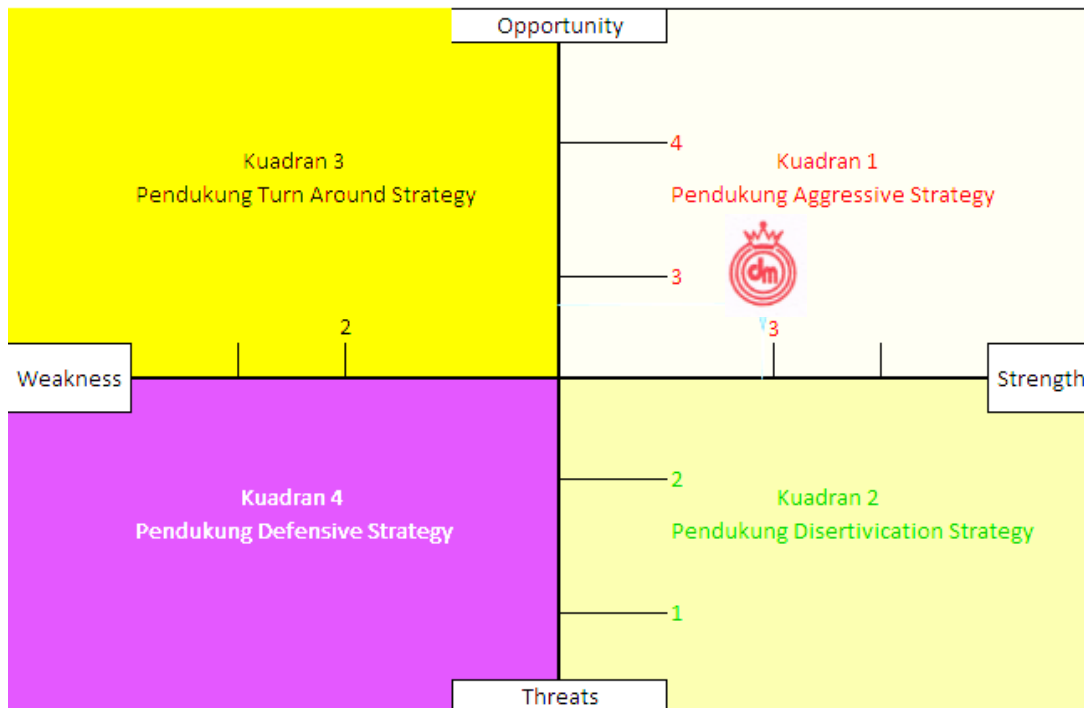 Opportunity
4
Kuadran 3
Pendukung Turn Around Strategy
Kuadran 1
Pendukung Aggressive Strategy
dm
3
2
3
Weakness
Strength
2
Kuadran 4
Pendukung Defensive Strategy
Kuadran 2
Pendukung Disertivication Strategy
1
Threats